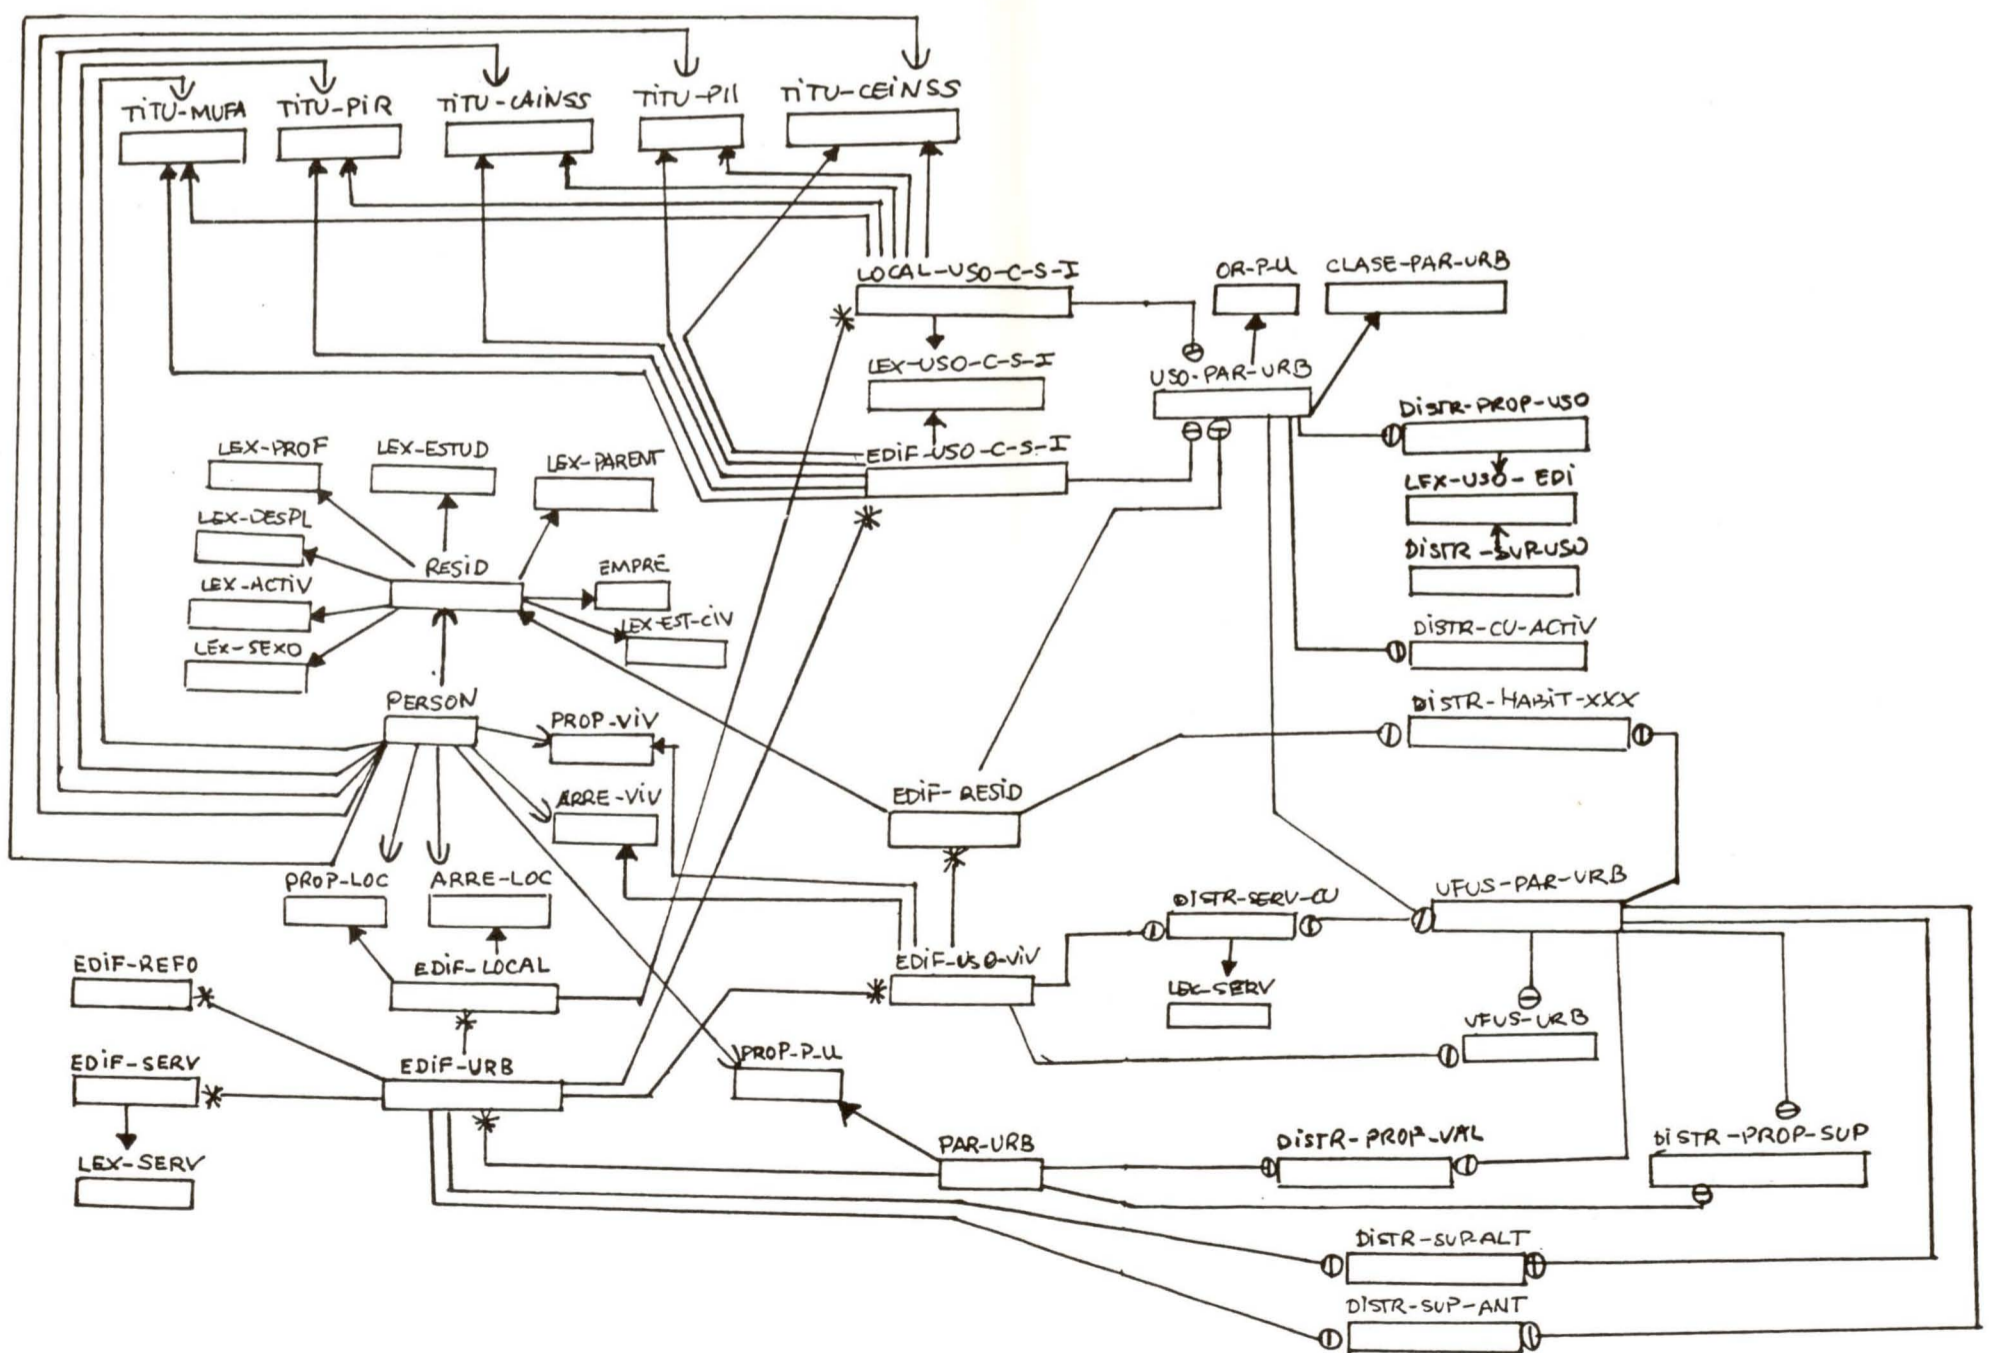 TiTU-MUFA
TiTU-PiR
TiTU-CAiNSS
TiTU-PII
TiTU-CEiNSS
LOCAL-USO-C-S-I
OR-P-U
CLASE-PAR-URB
LEX-USO-C-S-I
USO-PAR-URB
DiSTR-PROP-USO
LEX-PROF
LEX-ESTUD
LEX-PARENT
EDiF-USO-C-S-I
LEX-USO-EDi
LEX-DESPL
RESiD
EMPRE
DiSTR-SUP-USO
LEX-ACTiV
LEX-EST-CiV
DiSTR-CU-ACTiV
LEX-SEXO
PERSON
PROP-ViV
DiSTR-HABiT-XXX
ARRE-ViV
EDiF-RESiD
PROP-LOC
ARRE-LOC
DiSTR-SERV-CU
UFUS-PAR-URB
EDiF-REFO
EDiF-LOCAL
EDiF-USO-ViV
LEX-SERV
UFUS-URB
EDiF-SERV
EDiF-URB
PROP-P-U
LEX-SERV
PAR-URB
DiSTR-PROP-VAL
DiSTR-PROP-SUP
DiSTR-SUP-ALT
DiSTR-SUP-ANT